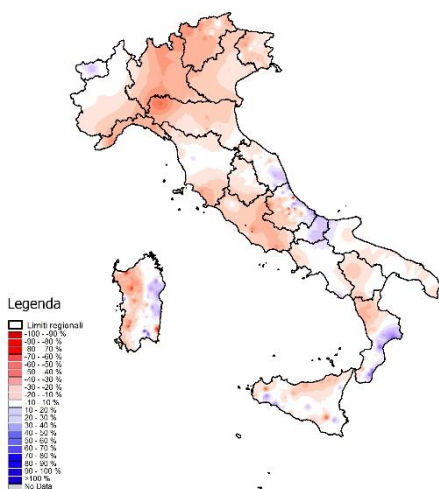 Legenda
Limiti regionali
-100 - -90 %
-90 - -80 %
80 - 70 %
-70 - -60 %
-60 - -50 %
50 - 40 %
-40 - -30 %
-30 - -20 %
-20 - -10 %
-10 - 10 %
10 - 20 %
20 - 30 %
30 - 40 %
40 - 50 %
50 - 60 %
60 - 70 %
70 - 80 %
80 - 90 %
90 - 100 %
>100 %
No Data